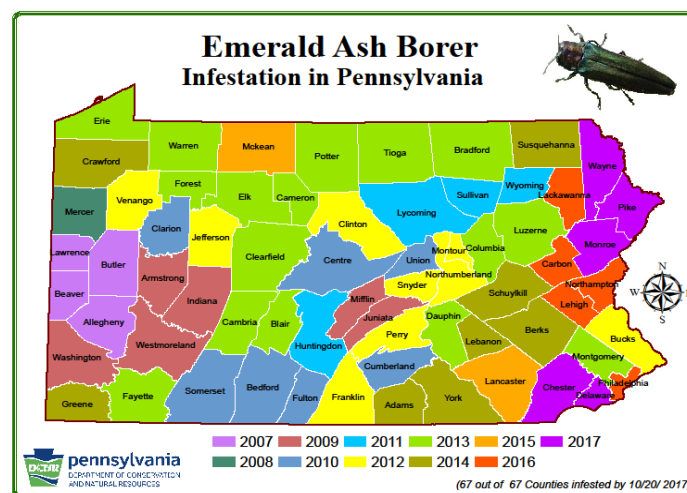 Emerald Ash Borer
Infestation in Pennsylvania
Erie
Warren
Mckean
Potter
Tioga
Bradford
Susquehanna
Wayne
Crawford
Forest
Elk
Cameron
Sullivan
Wyoming
Lackawanna
Pike
Mercer
Venango
Clarion
Jefferson
Clinton
Lycoming
Luzerne
Monroe
Lawrence
Butler
Clearfield
Centre
Union
Montour
Columbia
Carbon
Northampton
Beaver
Armstrong
Indiana
Snyder
Northumberland
Schuylkill
Lehigh
Allegheny
Cambria
Blair
Huntingdon
Mifflin
Juniata
Perry
Dauphin
Lebanon
Berks
Bucks
Washington
Westmoreland
Cumberland
Montgomery
Greene
Fayette
Somerset
Bedford
Fulton
Franklin
Adams
York
Lancaster
Chester
Delaware
Philadelphia
N
W E
S
2007 2009 2011 2013 2015 2017
2008 2010 2012 2014 2016
DCNR
pennsylvania
DEPARTMENT OF CONSERVATION
AND NATURAL RESOURCES
(67 out of 67 Counties infested by 10/20/ 2017)